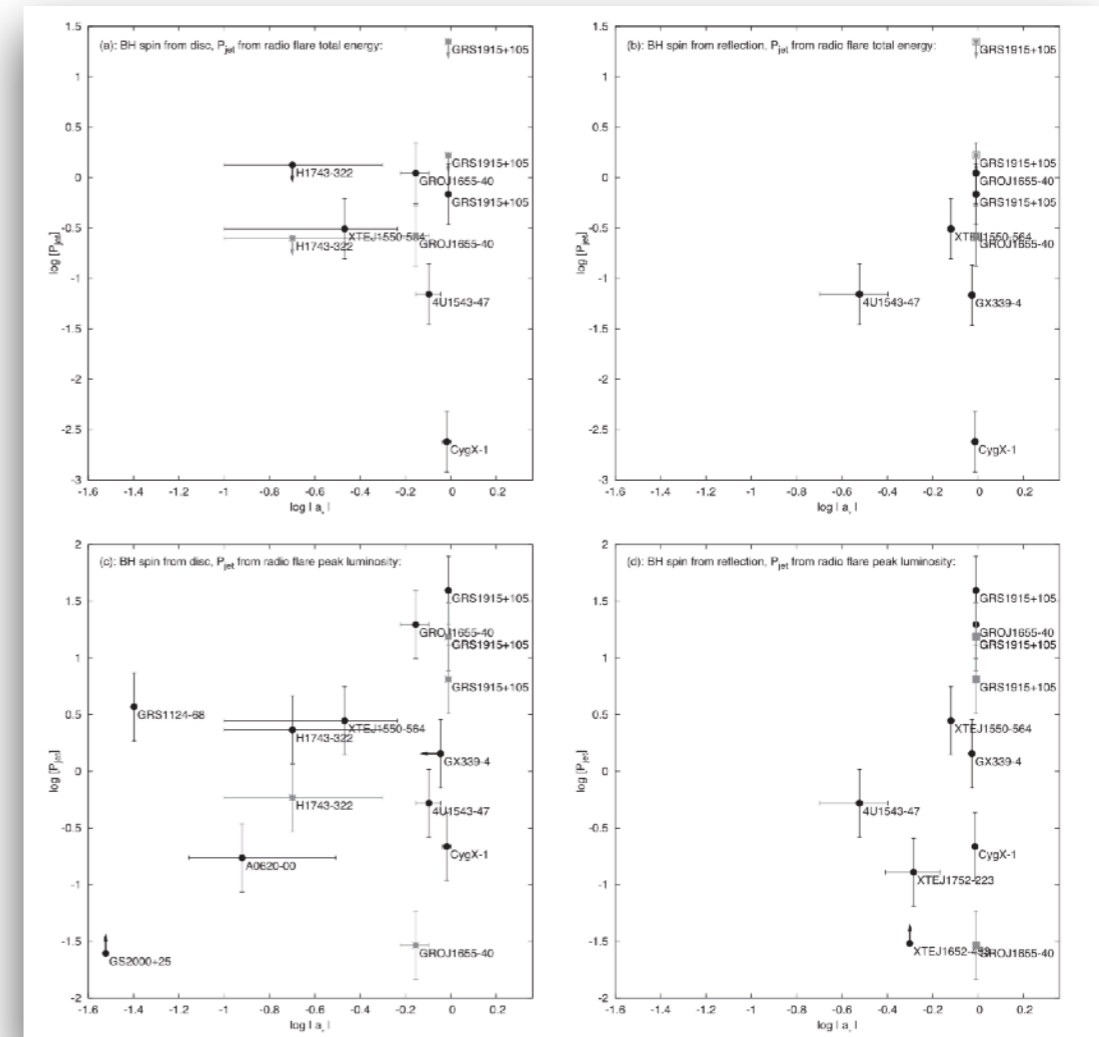 (a): BH spin from disc, P_jet from radio flare total energy:
1.5
1
0.5
0
-0.5
-1
-1.5
-2
-2.5
-3
log [P_jet]
GRS1915+105
GRS1915+105
H1743-322
GROJ1655-40
GRS1915+105
XTEJ1550-564
H1743-322
GROJ1655-40
4U1543-47
CygX-1
-1.6 -1.4 -1.2 -1 -0.8 -0.6 -0.4 -0.2 0 0.2
log | a* |
(b): BH spin from reflection, P_jet from radio flare total energy:
1.5
1
0.5
0
-0.5
-1
-1.5
-2
-2.5
-3
log [P_jet]
GRS1915+105
GRS1915+105
GROJ1655-40
GRS1915+105
XTEJ1550-564
GROJ1655-40
4U1543-47
GX339-4
CygX-1
-1.6 -1.4 -1.2 -1 -0.8 -0.6 -0.4 -0.2 0 0.2
log | a* |
(c): BH spin from disc, P_jet from radio flare peak luminosity:
2
1.5
1
0.5
0
-0.5
-1
-1.5
-2
log [P_jet]
GRS1915+105
GROJ1655-40
GRS1915+105
GRS1915+105
GRS1124-68
XTEJ1550-564
H1743-322
GX339-4
H1743-322
4U1543-47
CygX-1
A0620-00
GROJ1655-40
GS2000+25
-1.6 -1.4 -1.2 -1 -0.8 -0.6 -0.4 -0.2 0 0.2
log | a* |
(d): BH spin from reflection, P_jet from radio flare peak luminosity:
2
1.5
1
0.5
0
-0.5
-1
-1.5
-2
log [P_jet]
GRS1915+105
GROJ1655-40
GRS1915+105
GRS1915+105
XTEJ1550-564
GX339-4
4U1543-47
CygX-1
XTEJ1752-223
GROJ1655-40
-1.6 -1.4 -1.2 -1 -0.8 -0.6 -0.4 -0.2 0 0.2
log | a* |